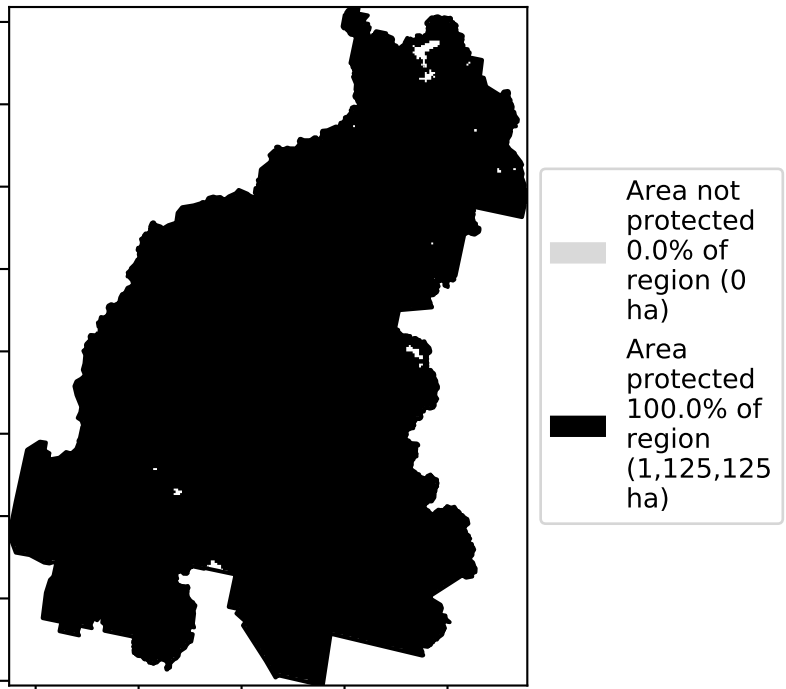 Area not
protected
0.0% of
region (0
ha)
Area
protected
100.0% of
region
(1,125,125
ha)